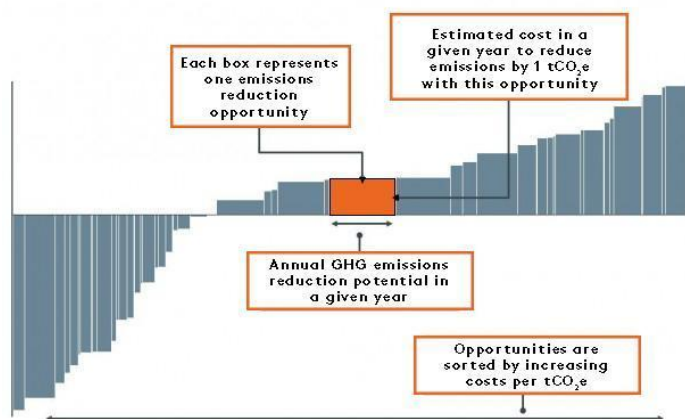 Each box represents
one emissions
reduction
opportunity
Estimated cost in a
given year to reduce
emissions by 1 tCO₂e
with this opportunity
Annual GHG emissions
reduction potential in
a given year
Opportunities are
sorted by increasing
costs per tCO₂e